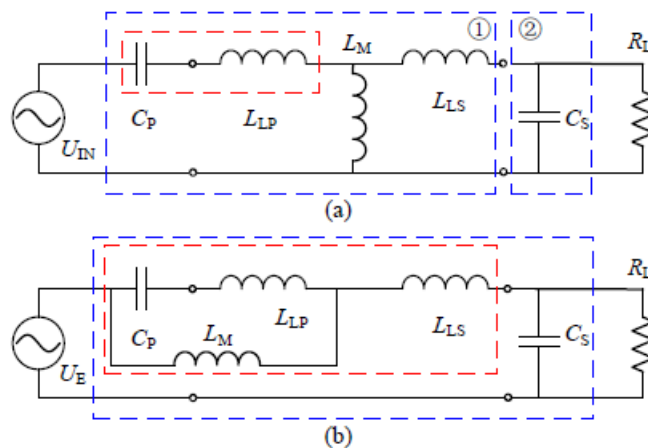 ① ②
L_M R_L
C_P L_LP L_LS C_S
U_IN
(a)
R_L
C_P L_M L_LP L_LS C_S
U_E
(b)